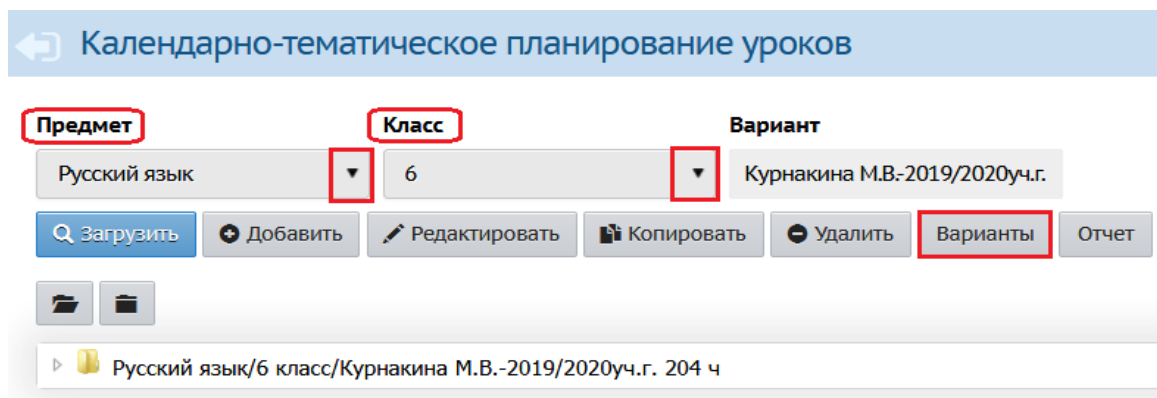 Календарно-тематическое планирование уроков
Предмет Класс Вариант
Русский язык 6 Курнакина М.В.-2019/2020уч.г.
Загрузить Добавить Редактировать Копировать Удалить Варианты Отчет
Русский язык/6 класс/Курнакина М.В.-2019/2020уч.г. 204 ч